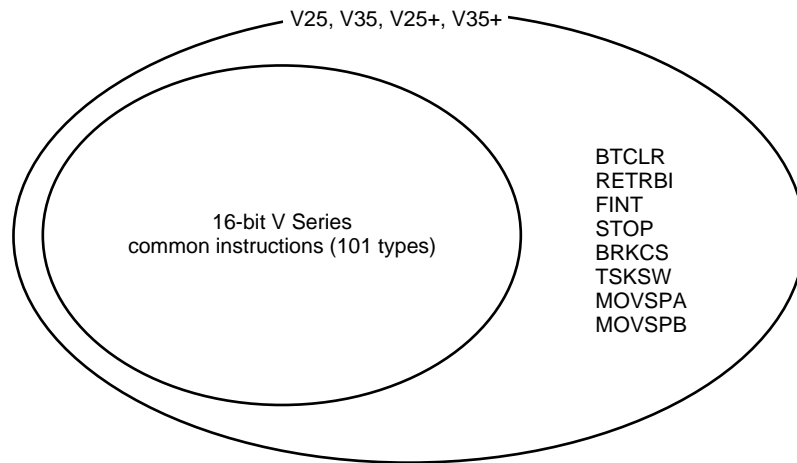 V25, V35, V25+, V35+
16-bit V Series
common instructions (101 types)
BTCLR
RETRBI
FINT
STOP
BRKCS
TSKSW
MOVSPA
MOVSPB